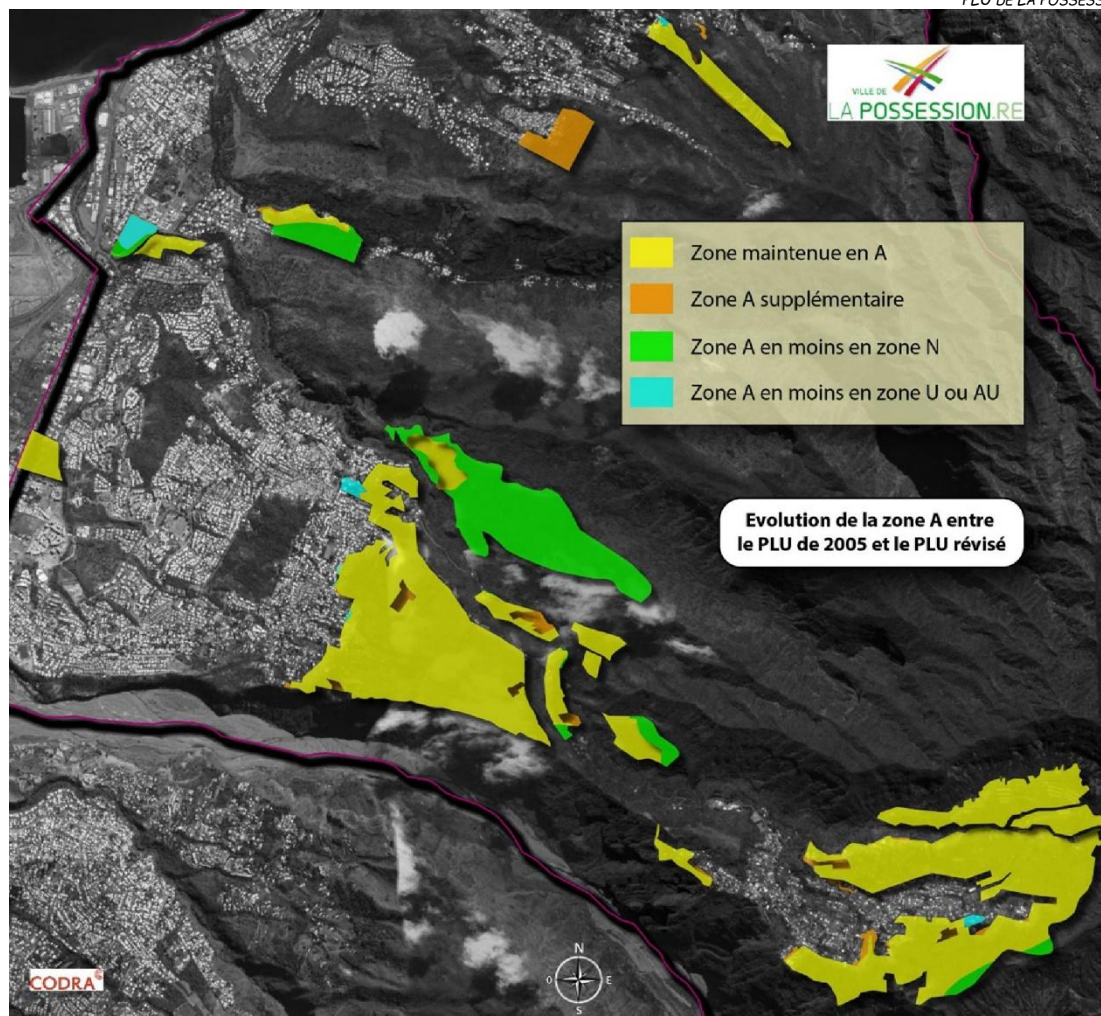 VILLE DE
LA POSSESSION.RE
Zone maintenue en A
Zone A supplémentaire
Zone A en moins en zone N
Zone A en moins en zone U ou AU
Evolution de la zone A entre
le PLU de 2005 et le PLU révisé
N
O
E
S
CODRA